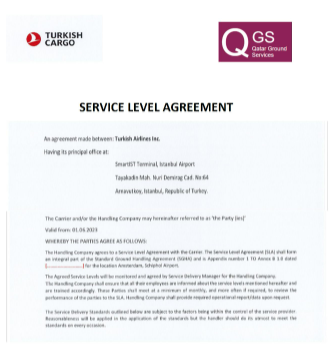 TURKISH
CARGO
QGS
Qatar Ground
Services
SERVICE LEVEL AGREEMENT
An agreement made between: Turkish Airlines Inc.
Having its principal office at:
SmartIST Terminal, Istanbul Airport
Tayakadin Mah. Nuri Demirag Cad. No:64
Arnavutkoy, Istanbul, Republic of Turkey.
The Carrier and/or the Handling Company may hereinafter referred to as 'the Party (ies)'
Valid from: 01.06.2023
WHEREBY THE PARTIES AGREE AS FOLLOWS:
The Handling Company agrees to a Service Level Agreement with the Carrier. The Service Level Agreement (SLA) shall form
an integral part of the Standard Ground Handling Agreement (SGHA) and is Appendix number 1 TO Annex B 1.0 dated
[ ] for the location Amsterdam, Schiphol Airport.
The Agreed Service Levels will be monitored and agreed by Service Delivery Manager for the Handling Company.
The Handling Company shall ensure that all their employees are informed about the service levels mentioned hereafter and
are trained accordingly. These Parties shall meet at a minimum of monthly, and more often if required, to review the
performance of the parties to the SLA. Handling Company shall provide required operational report/data upon request.
The Service Delivery Standards outlined below are subject to the factors being within the control of the service provider.
Reasonableness will be applied in the application of the standards but the handler should do its utmost to meet the
standards on every occasion.